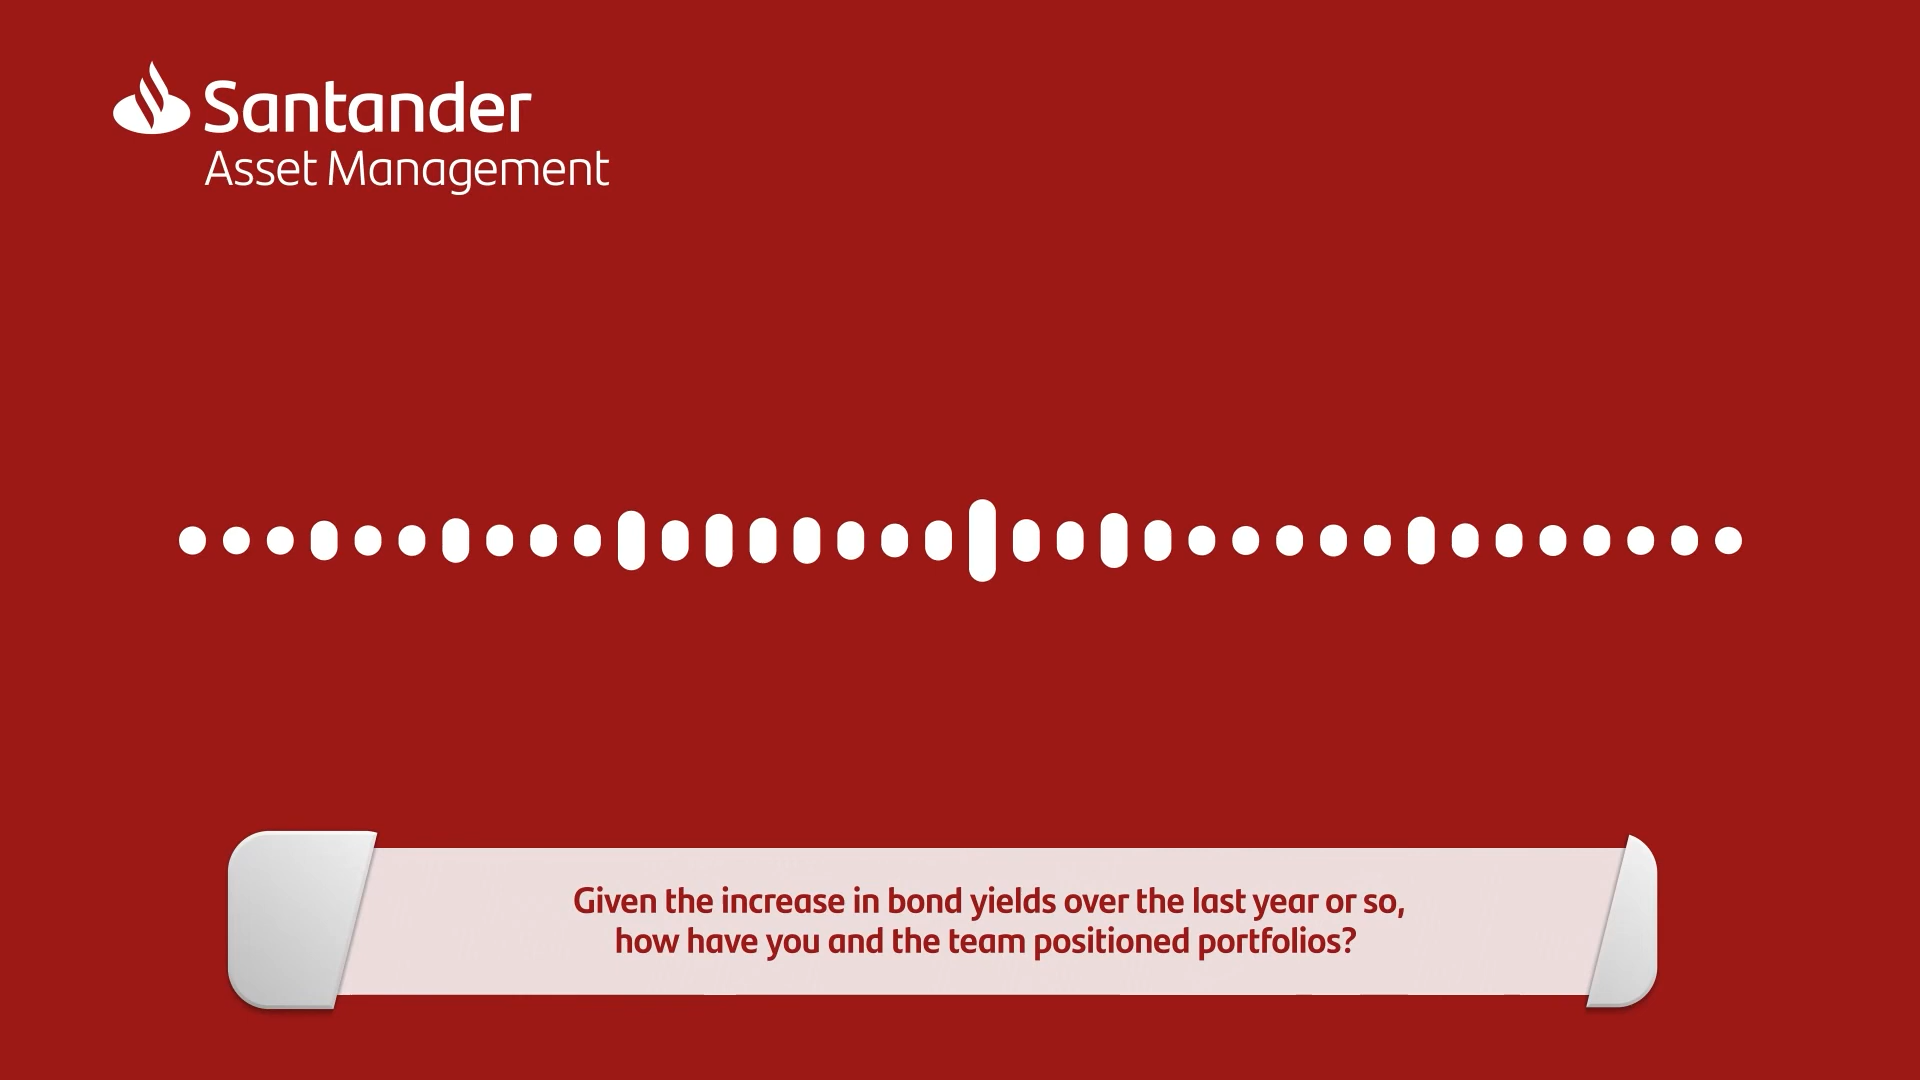 Santander
Asset Management
Given the increase in bond yields over the last year or so,
how have you and the team positioned portfolios?